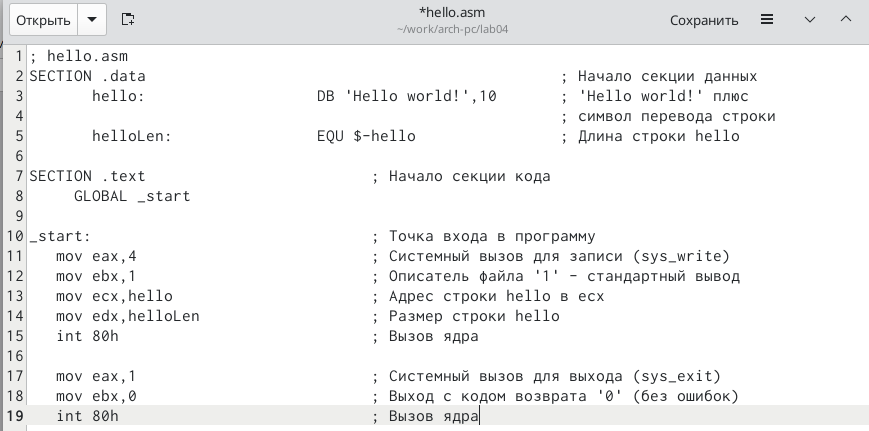 Открыть
*hello.asm
~/work/arch-pc/lab04
Сохранить
1 ; hello.asm
2 SECTION .data ; Начало секции данных
3 hello: DB 'Hello world!',10 ; 'Hello world!' плюс
4 ; символ перевода строки
5 helloLen: EQU $-hello ; Длина строки hello
6
7 SECTION .text ; Начало секции кода
8 GLOBAL _start
9
10 _start: ; Точка входа в программу
11 mov eax,4 ; Системный вызов для записи (sys_write)
12 mov ebx,1 ; Описатель файла '1' - стандартный вывод
13 mov ecx,hello ; Адрес строки hello в ecx
14 mov edx,helloLen ; Размер строки hello
15 int 80h ; Вызов ядра
16
17 mov eax,1 ; Системный вызов для выхода (sys_exit)
18 mov ebx,0 ; Выход с кодом возврата '0' (без ошибок)
19 int 80h ; Вызов ядра